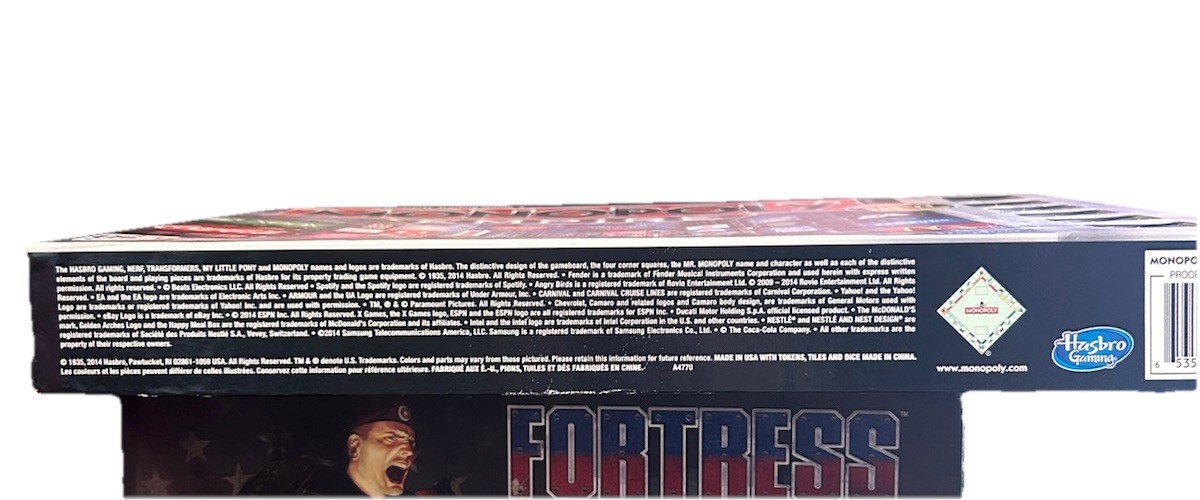 MONOPOLY
The HASBRO GAMING, NERF, TRANSFORMERS, MY LITTLE PONY and MONOPOLY names and logos are trademarks of Hasbro. The distinctive design of the gameboard, the four corner squares, the MR. MONOPOLY name and character as well as each of the distinctive
elements of the board and playing pieces are trademarks of Hasbro for its property trading game equipment. © 1935, 2014 Hasbro. All Rights Reserved. • Fender is a trademark of Fender Musical Instruments Corporation and used herein with express written
permission. All rights reserved. • © Beats Electronics LLC. All Rights Reserved • Spotify and the Spotify logo are registered trademarks of Spotify. • Angry Birds is a registered trademark of Rovio Entertainment Ltd. © 2009 – 2014 Rovio Entertainment Ltd. All Rights
Reserved. • EA and the EA logo are trademarks of Electronic Arts Inc. • ARMOUR and the UA Logo are registered trademarks of Under Armour, Inc. • CARNIVAL and CARNIVAL CRUISE LINES are registered trademarks of Carnival Corporation. • Yahoo! and the Yahoo!
Logo are trademarks or registered trademarks of Yahoo! Inc. and are used with permission. • TM, ® & © Paramount Pictures. All Rights Reserved. • Chevrolet, Camaro and related logos and Camaro body design, are trademarks of General Motors used with
permission. • eBay Logo is a trademark of eBay Inc. • © 2014 ESPN Inc. All Rights Reserved. X Games, the X Games logo, ESPN and the ESPN logo are all registered trademarks for ESPN Inc. • Ducati Motor Holding S.p.A. official licensed product. • The McDONALD'S
mark, Golden Arches Logo and the Happy Meal Box are the registered trademarks of McDonald's Corporation and its affiliates. • Intel and the Intel logo are trademarks of Intel Corporation in the U.S. and other countries. • NESTLÉ® and NESTLÉ AND NEST DESIGN® are
registered trademarks of Société des Produits Nestlé S.A., Vevey, Switzerland. • ©2014 Samsung Telecommunications America, LLC. Samsung is a registered trademark of Samsung Electronics Co., Ltd. • © The Coca-Cola Company. • All other trademarks are the
property of their respective owners.
© 1935, 2014 Hasbro, Pawtucket, RI 02861-1059 USA. All Rights Reserved. TM & ® denote U.S. Trademarks. Colors and parts may vary from those pictured. Please retain this information for future reference. MADE IN USA WITH TOKENS, TILES AND DICE MADE IN CHINA.
Les couleurs et les pièces peuvent différer de celles illustrées. Conservez cette information pour référence ultérieure. FABRIQUÉ AUX É.-U., PIONS, TUILES ET DÉS FABRIQUÉS EN CHINE. A4770
MONOPOLY
www.monopoly.com
Hasbro
Gaming
MONOPO
PROOF
6 535
FORTRESS™